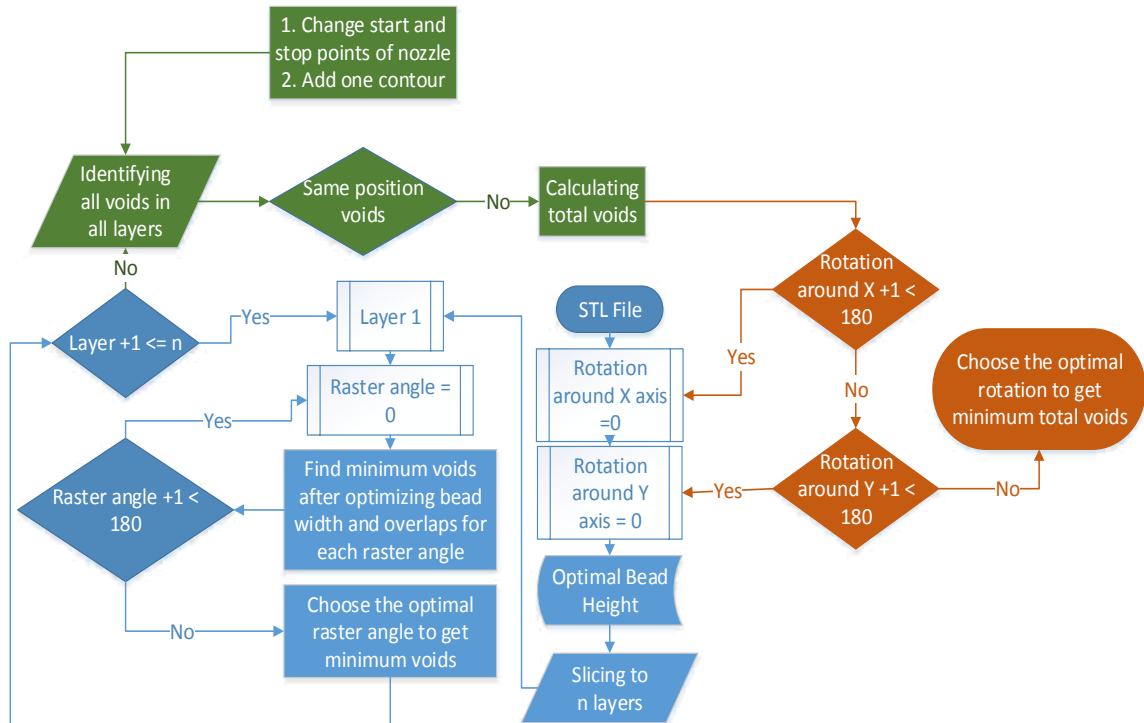 1. Change start and
stop points of nozzle
2. Add one contour
Identifying
all voids in
all layers
Same position
voids
No
Calculating
total voids
No
Layer +1 <= n
Yes
Layer 1
STL File
Rotation
around X +1 <
180
Yes
No
Rotation
around X axis
=0
Choose the optimal
rotation to get
minimum total voids
Raster angle =
0
Yes
Raster angle +1 <
180
Find minimum voids
after optimizing bead
width and overlaps for
each raster angle
Rotation
around Y
axis = 0
Yes
Rotation
around Y +1 <
180
No
Optimal Bead
Height
No
Choose the optimal
raster angle to get
minimum voids
Slicing to
n layers